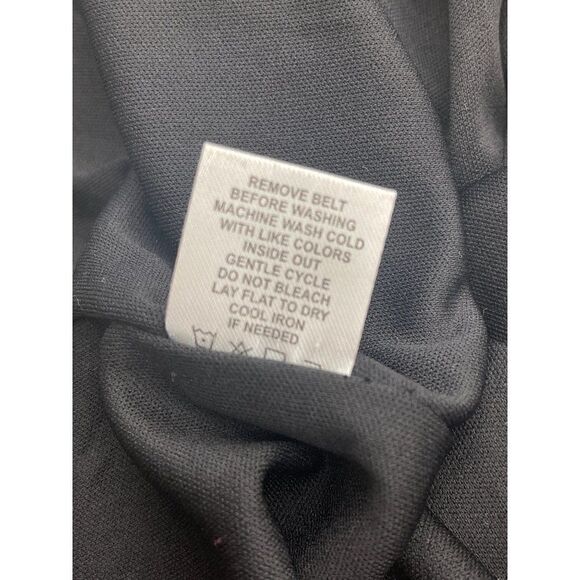 REMOVE BELT
BEFORE WASHING
MACHINE WASH COLD
WITH LIKE COLORS
INSIDE OUT
GENTLE CYCLE
DO NOT BLEACH
LAY FLAT TO DRY
COOL IRON
IF NEEDED